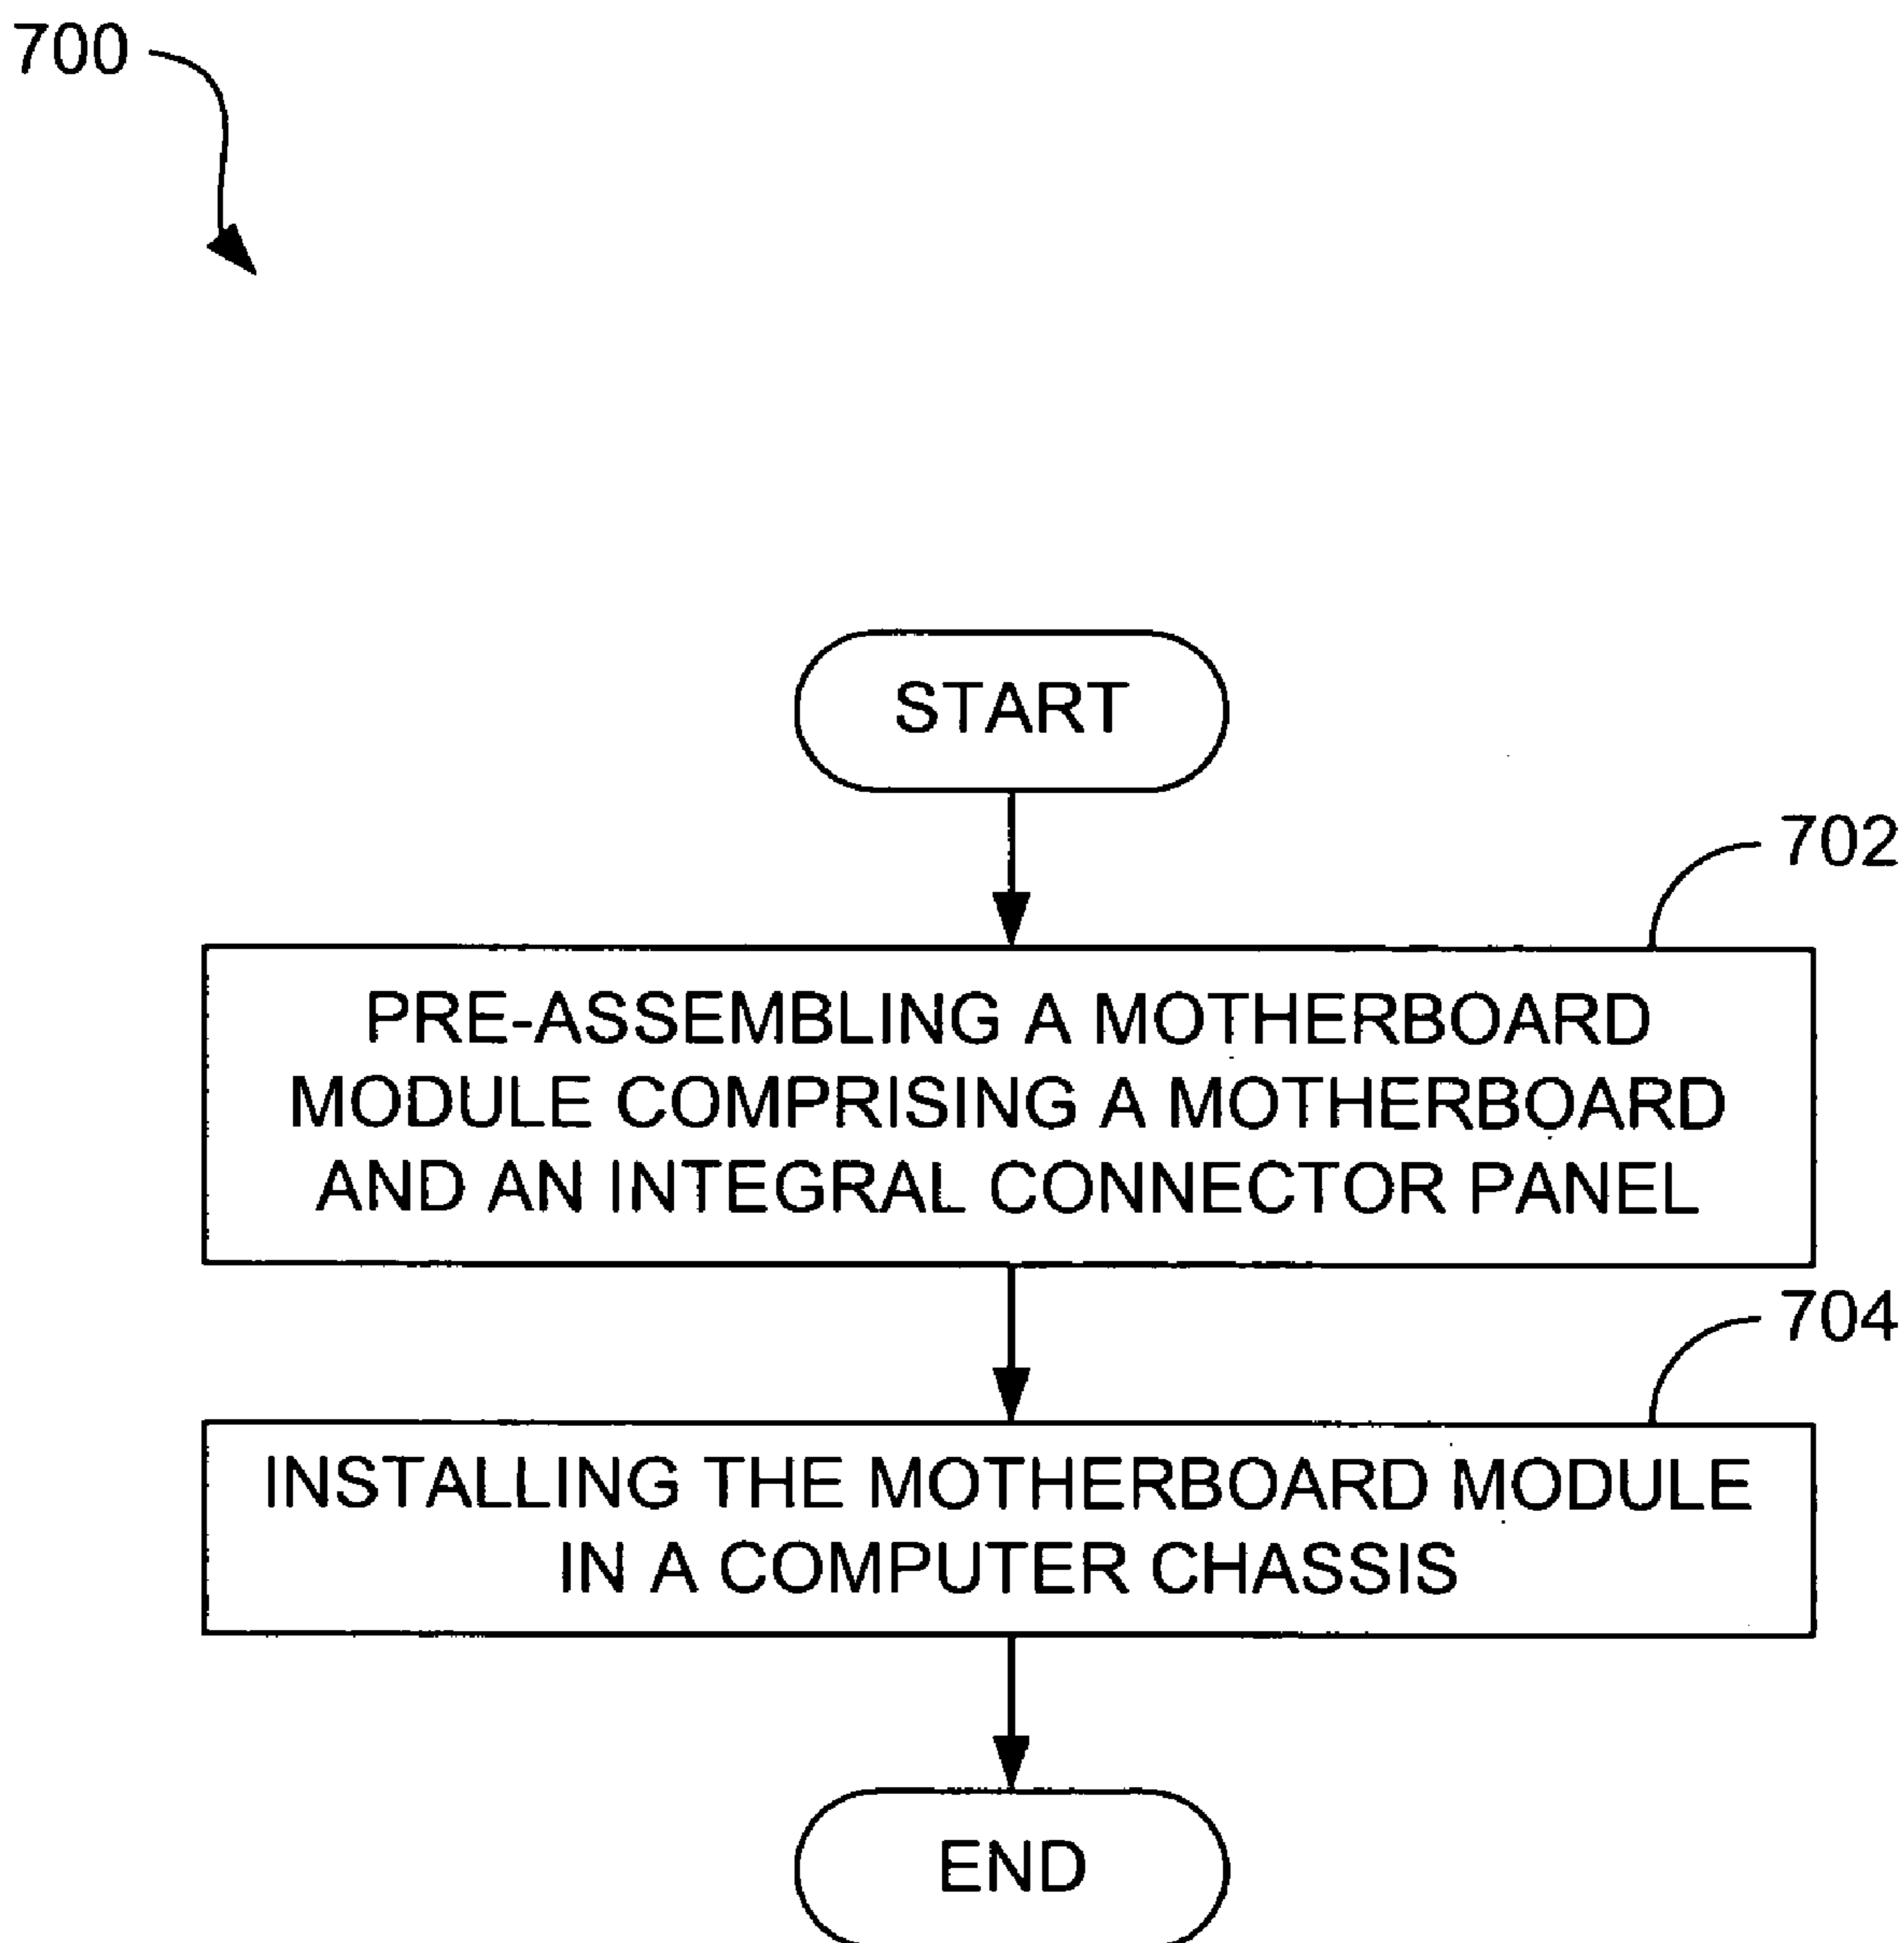 700
START
702
PRE-ASSEMBLING A MOTHERBOARD
MODULE COMPRISING A MOTHERBOARD
AND AN INTEGRAL CONNECTOR PANEL
704
INSTALLING THE MOTHERBOARD MODULE
IN A COMPUTER CHASSIS
END